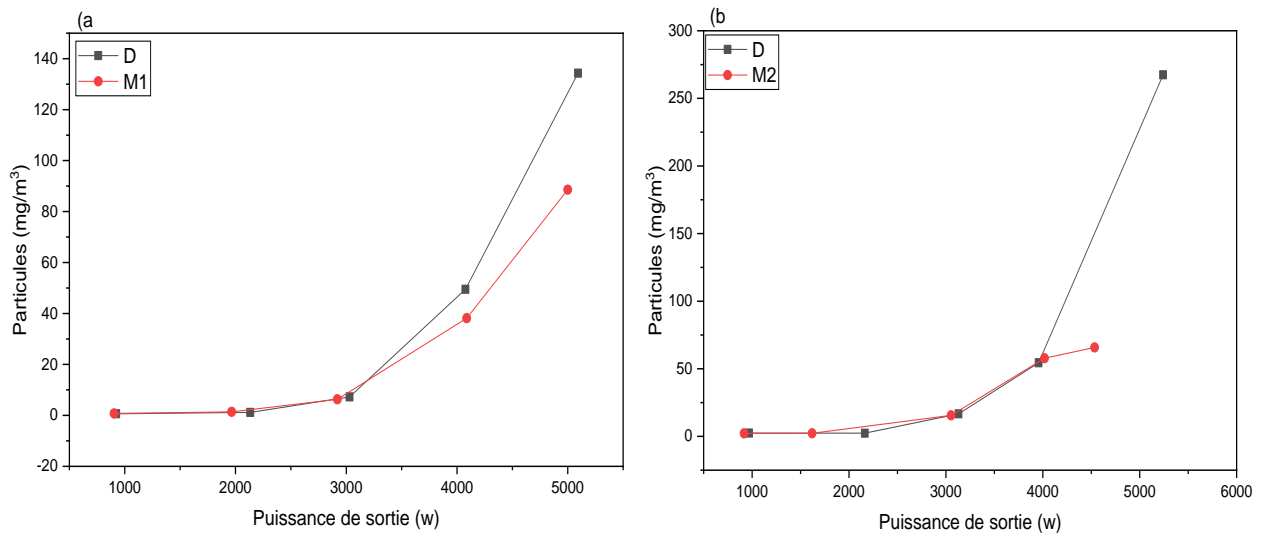 (a
D
M1
Particules (mg/m³)
140
120
100
80
60
40
20
0
-20
1000 2000 3000 4000 5000
Puissance de sortie (w)
(b
D
M2
Particules (mg/m³)
300
250
200
150
100
50
0
1000 2000 3000 4000 5000 6000
Puissance de sortie (w)